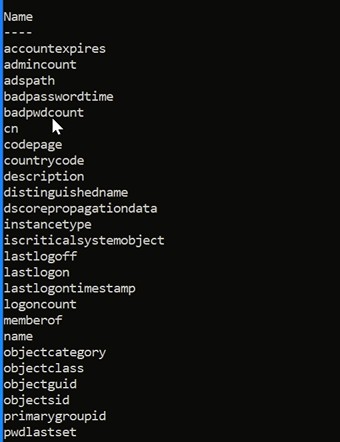 Name
----
accountexpires
admincount
adspath
badpasswordtime
badpwdcount
cn
codepage
countrycode
description
distinguishedname
dscorepropagationdata
instancetype
iscriticalsystemobject
lastlogoff
lastlogon
lastlogontimestamp
logoncount
memberof
name
objectcategory
objectclass
objectguid
objectsid
primarygroupid
pwdlastset